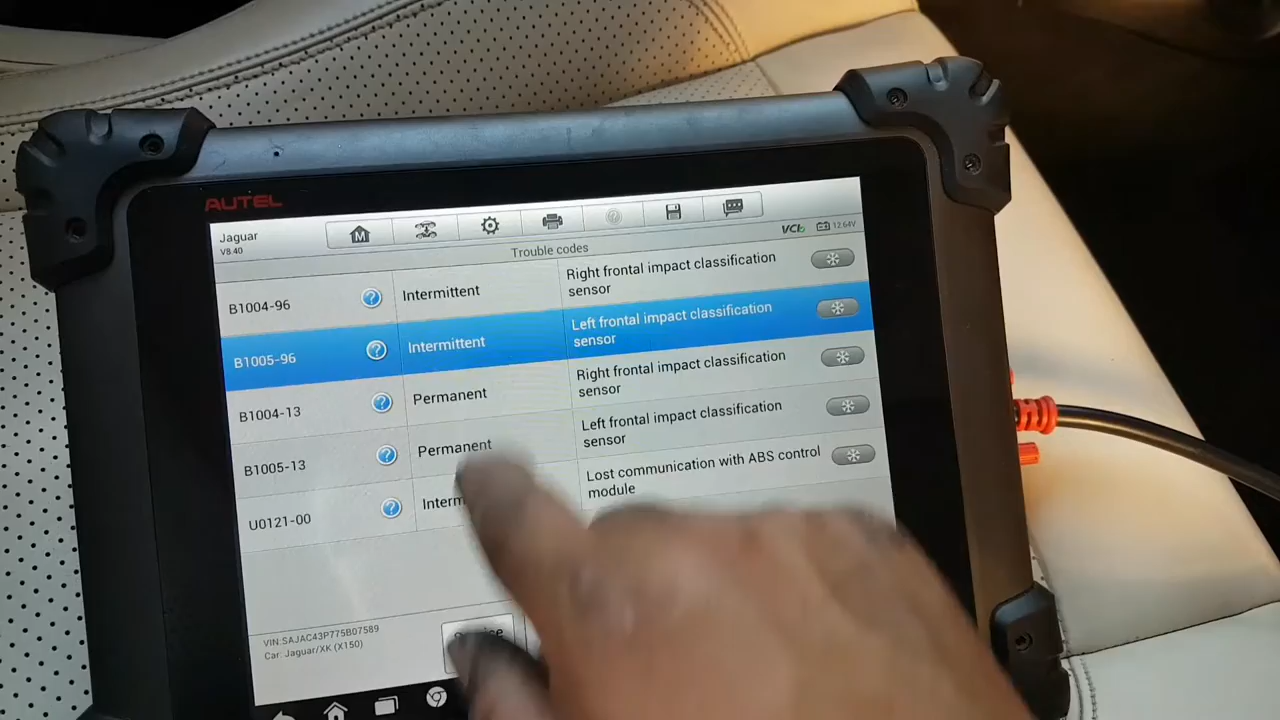 AUTEL
Jaguar
V8.40
M
VCI
12.64V
Trouble codes
B1004-96
?
Intermittent
Right frontal impact classification
sensor
B1005-96
?
Intermittent
Left frontal impact classification
sensor
B1004-13
?
Permanent
Right frontal impact classification
sensor
B1005-13
?
Permanent
Left frontal impact classification
sensor
U0121-00
?
Interm
Lost communication with ABS control
module
VIN:SAJAC43P775B07589
Car: Jaguar/XK (X150)